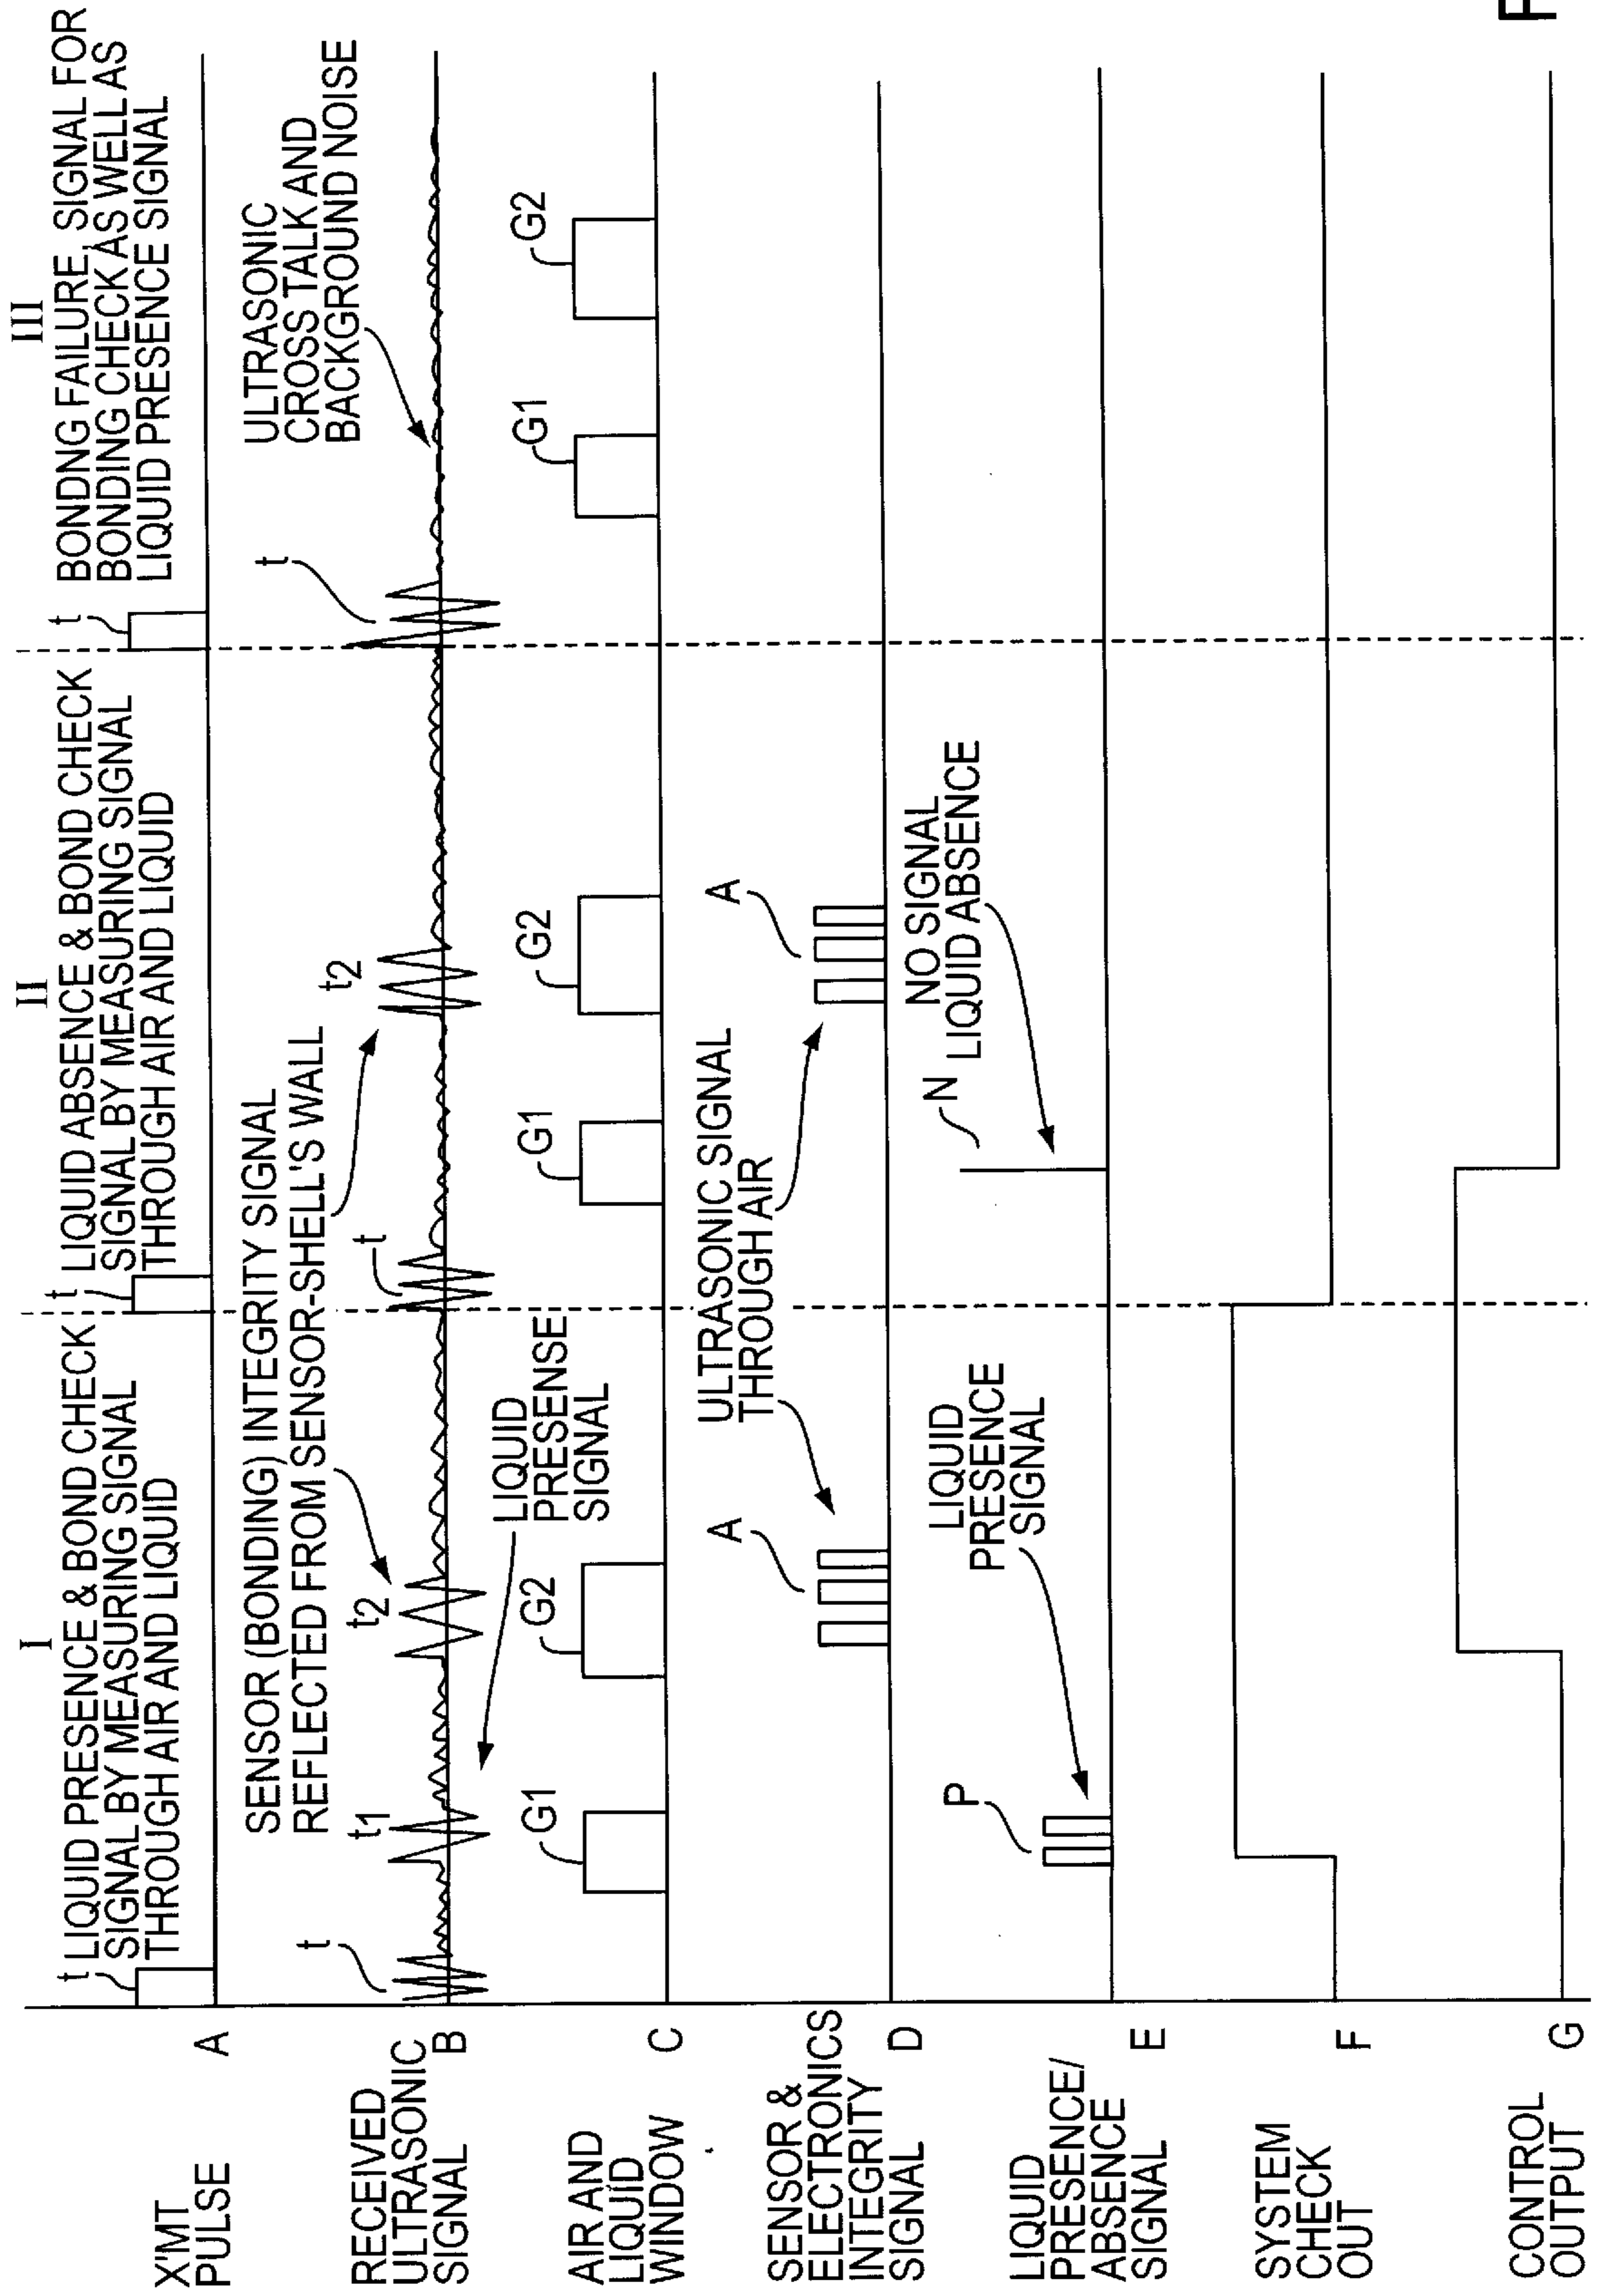 I
t LIQUID PRESENCE & BOND CHECK
SIGNAL BY MEASURING SIGNAL
THROUGH AIR AND LIQUID
II
t LIQUID ABSENCE & BOND CHECK
SIGNAL BY MEASURING SIGNAL
THROUGH AIR AND LIQUID
III
t BONDNG FAILURE, SIGNAL FOR
BONDING CHECK AS WELL AS
LIQUID PRESENCE SIGNAL
X'MT
PULSE
A
SENSOR (BONDING) INTEGRITY SIGNAL
REFLECTED FROM SENSOR-SHELL'S WALL
ULTRASONIC
CROSS TALK AND
BACKGROUND NOISE
t
t1
t2
t
t2
t
RECEIVED
ULTRASONIC
SIGNAL
B
LIQUID
PRESENSE
SIGNAL
G1
G2
G1
G2
G1
G2
AIR AND
LIQUID
WINDOW
C
ULTRASONIC SIGNAL
THROUGH AIR
A
A
SENSOR &
ELECTRONICS
INTEGRITY
SIGNAL
D
P
LIQUID
PRESENCE
SIGNAL
N
NO SIGNAL
LIQUID ABSENCE
LIQUID
PRESENCE/
ABSENCE
SIGNAL
E
SYSTEM
CHECK
OUT
F
CONTROL
OUTPUT
G